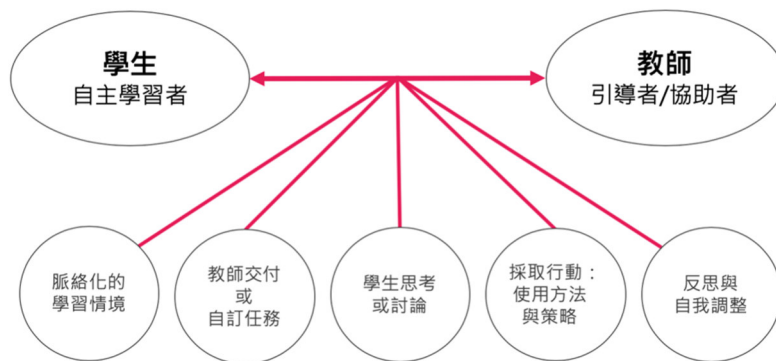 學生
自主學習者
教師
引導者/協助者
脈絡化的
學習情境
教師交付
或
自訂任務
學生思考
或討論
採取行動：
使用方法
與策略
反思與
自我調整